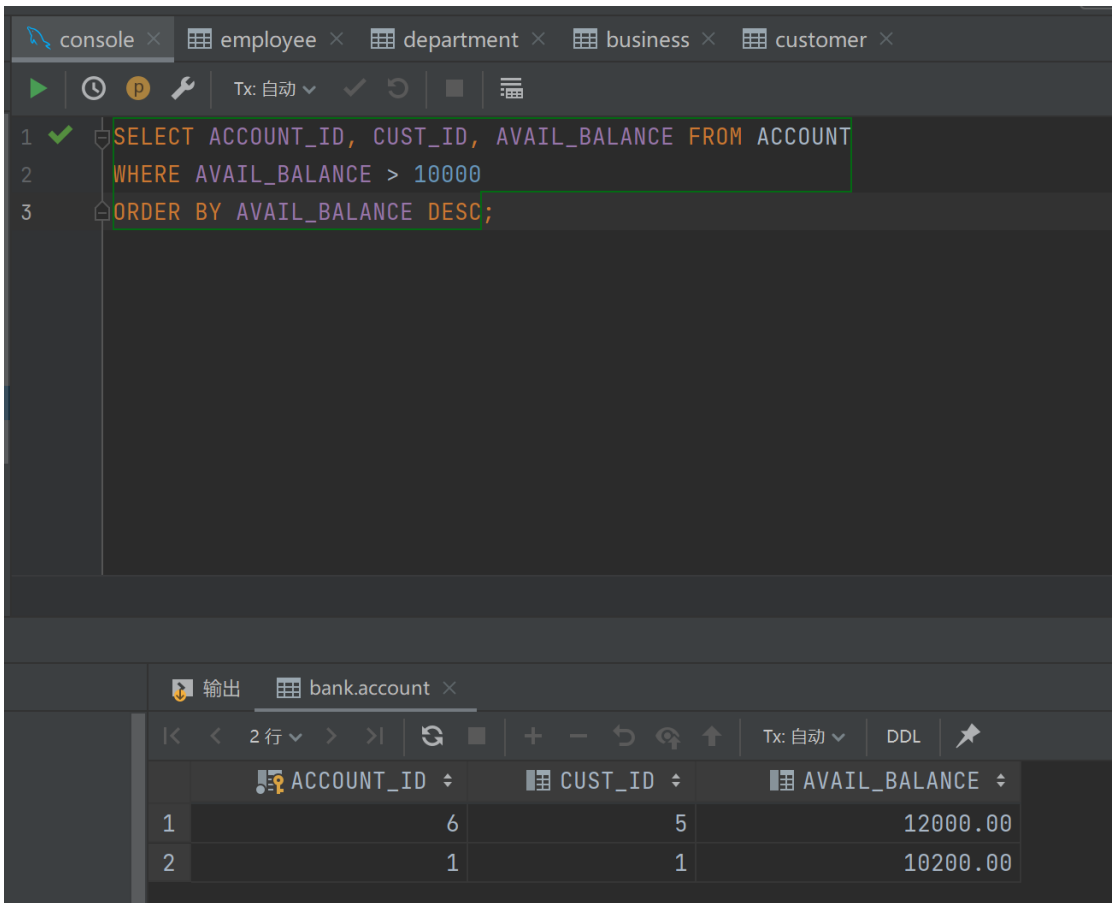 console employee department business customer
Tx: 自动
1 SELECT ACCOUNT_ID, CUST_ID, AVAIL_BALANCE FROM ACCOUNT
2 WHERE AVAIL_BALANCE > 10000
3 ORDER BY AVAIL_BALANCE DESC;
输出 bank.account
2 行 Tx: 自动 DDL
ACCOUNT_ID CUST_ID AVAIL_BALANCE
1 6 5 12000.00
2 1 1 10200.00